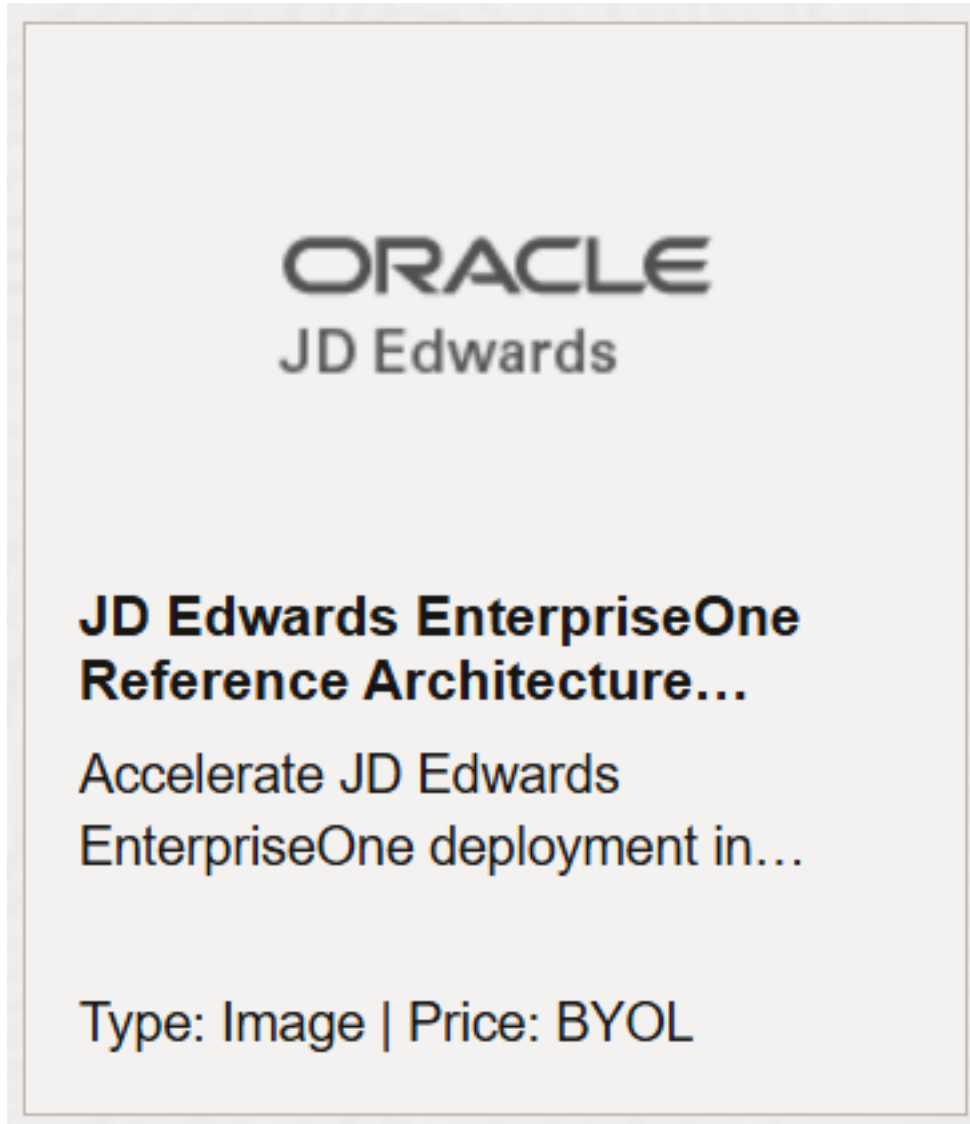 ORACLE
JD Edwards
JD Edwards EnterpriseOne
Reference Architecture...
Accelerate JD Edwards
EnterpriseOne deployment in...
Type: Image | Price: BYOL